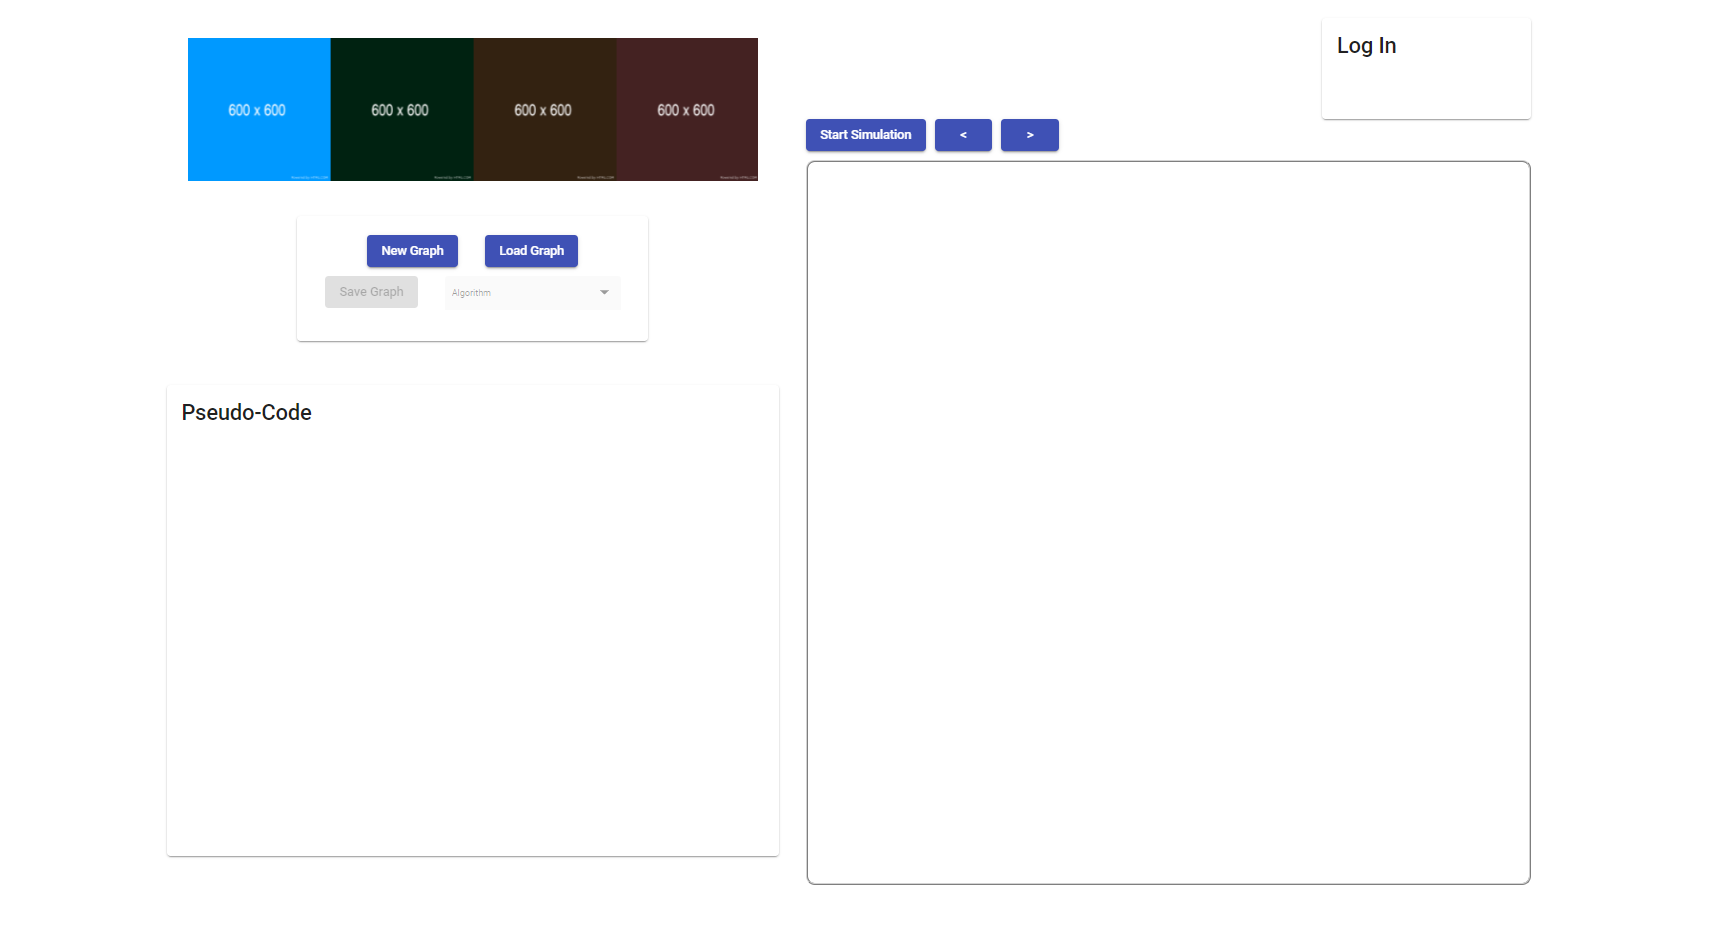 600 x 600
600 x 600
600 x 600
600 x 600
Log In
Start Simulation
<
>
New Graph
Load Graph
Save Graph
Algorithm
Pseudo-Code